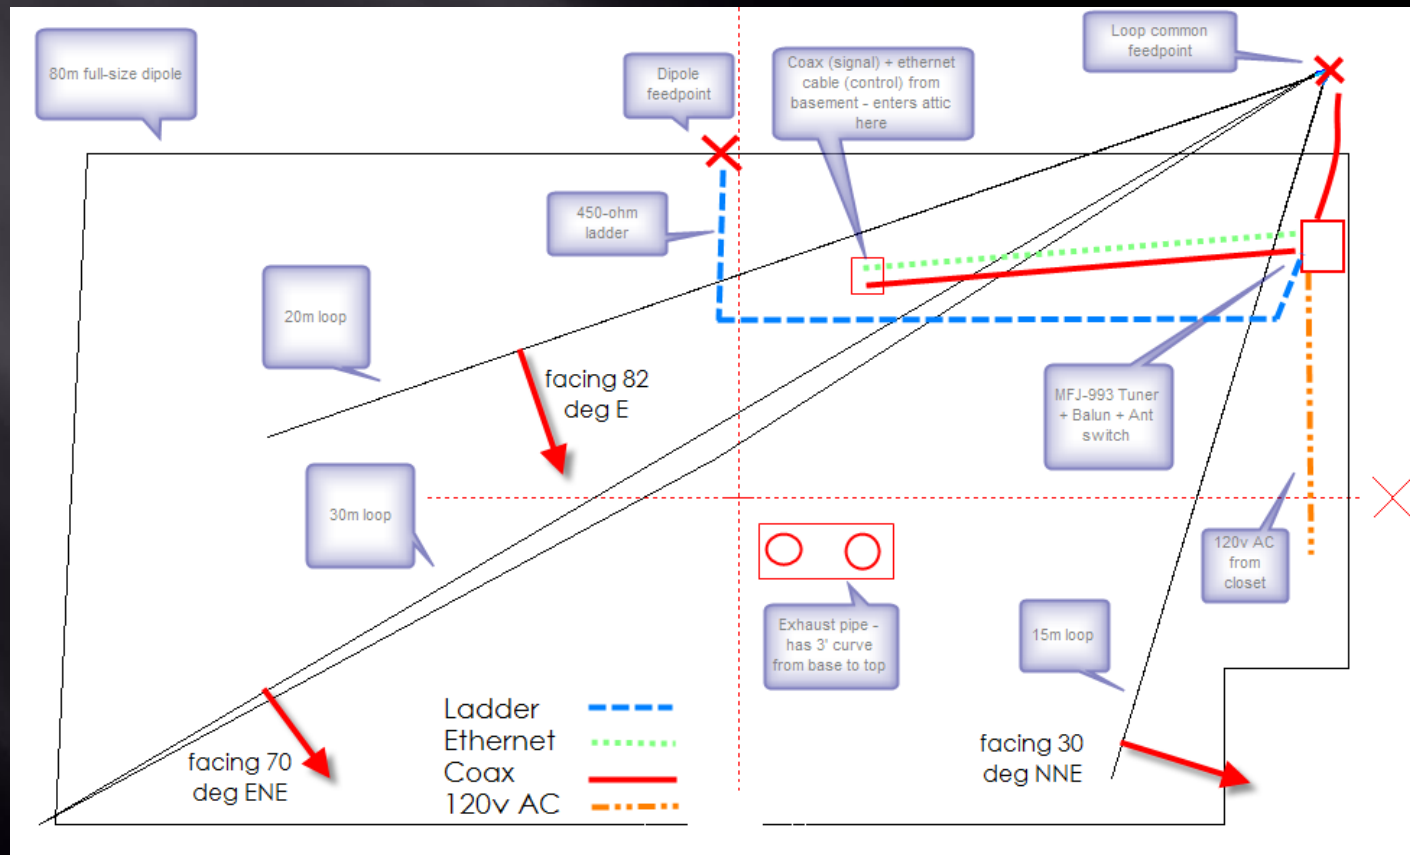 80m full-size dipole
Dipole
feedpoint
Coax (signal) + ethernet
cable (control) from
basement - enters attic
here
Loop common
feedpoint
450-ohm
ladder
20m loop
facing 82
deg E
MFJ-993 Tuner
+ Balun + Ant
switch
30m loop
120v AC
from
closet
Exhaust pipe -
has 3' curve
from base to top
15m loop
facing 70
deg ENE
Ladder
Ethernet
Coax
120v AC
facing 30
deg NNE